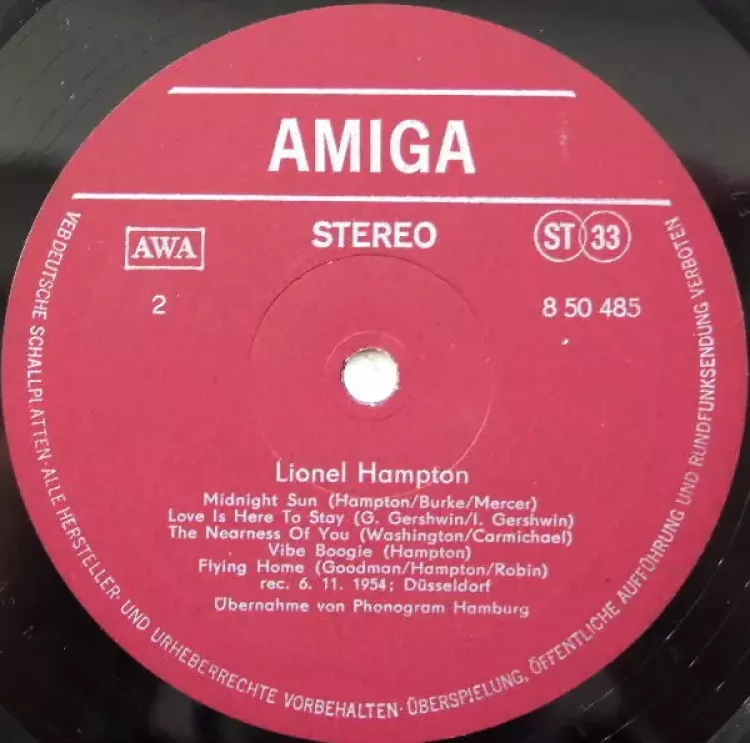 AMIGA
STEREO
AWA
ST 33
2
8 50 485
Lionel Hampton
Midnight Sun (Hampton/Burke/Mercer)
Love Is Here To Stay (G. Gershwin/I. Gershwin)
The Nearness Of You (Washington/Carmichael)
Vibe Boogie (Hampton)
Flying Home (Goodman/Hampton/Robin)
rec. 6. 11. 1954; Düsseldorf
Übernahme von Phonogram Hamburg
VEB DEUTSCHE SCHALLPLATTEN · ALLE HERSTELLER- UND URHEBERRECHTE VORBEHALTEN · ÜBERSPIELUNG, ÖFFENTLICHE AUFFÜHRUNG UND RUNDFUNKSENDUNG VERBOTEN